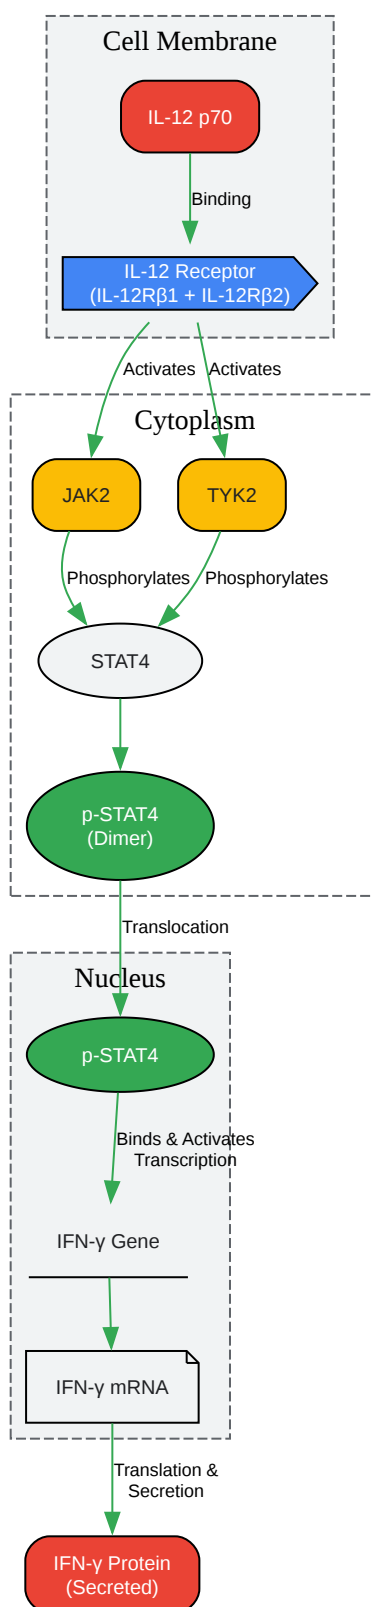 Cell Membrane
IL-12 p70
Binding
IL-12 Receptor
(IL-12Rβ1 + IL-12Rβ2)
Activates
Activates
Cytoplasm
JAK2
TYK2
Phosphorylates
Phosphorylates
STAT4
p-STAT4
(Dimer)
Translocation
Nucleus
p-STAT4
Binds & Activates
Transcription
IFN-γ Gene
IFN-γ mRNA
Translation &
Secretion
IFN-γ Protein
(Secreted)